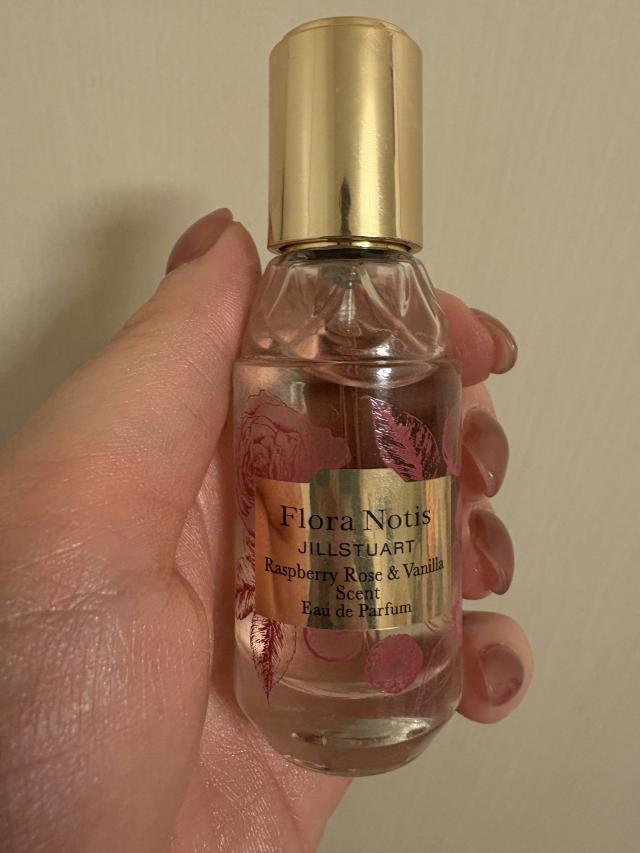 Flora Notis
JILLSTUART
Raspberry Rose & Vanilla
Scent
Eau de Parfum